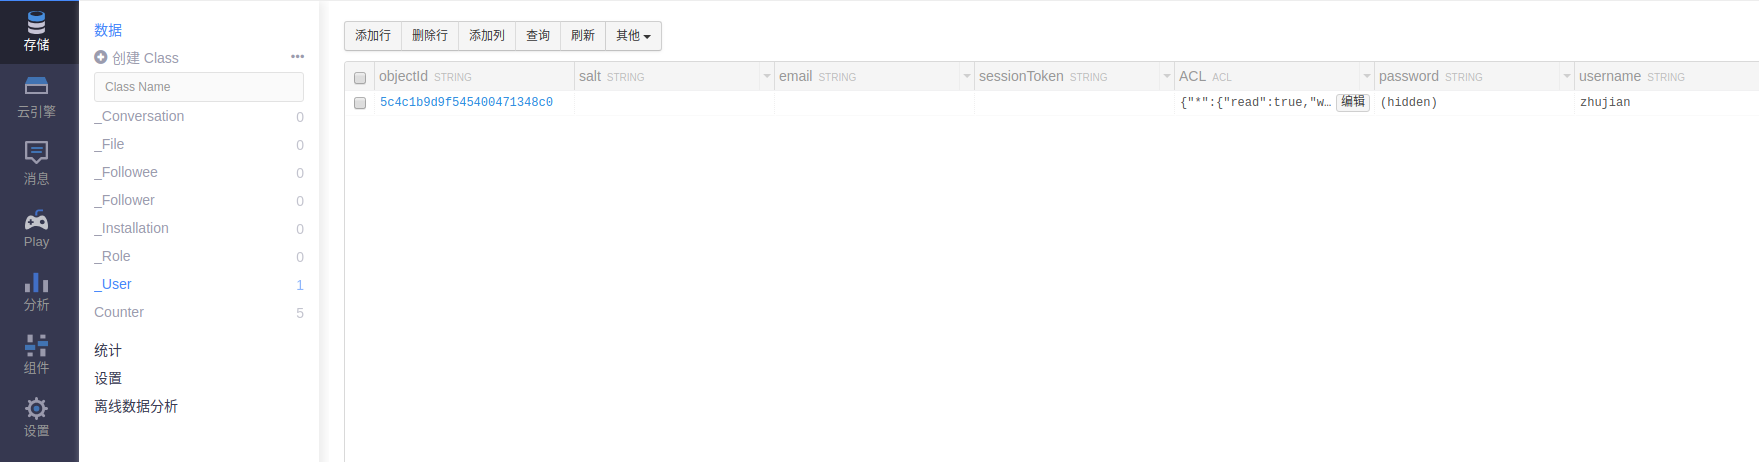 存储
云引擎
消息
Play
分析
组件
设置
数据
创建 Class •••
Class Name
_Conversation 0
_File 0
_Followee 0
_Follower 0
_Installation 0
_Role 0
_User 1
Counter 5
统计
设置
离线数据分析
添加行 删除行 添加列 查询 刷新 其他
objectId STRING salt STRING email STRING sessionToken STRING ACL ACL password STRING username STRING
5c4c1b9d9f545400471348c0 {"*":{"read":true,"w… 编辑 (hidden) zhujian